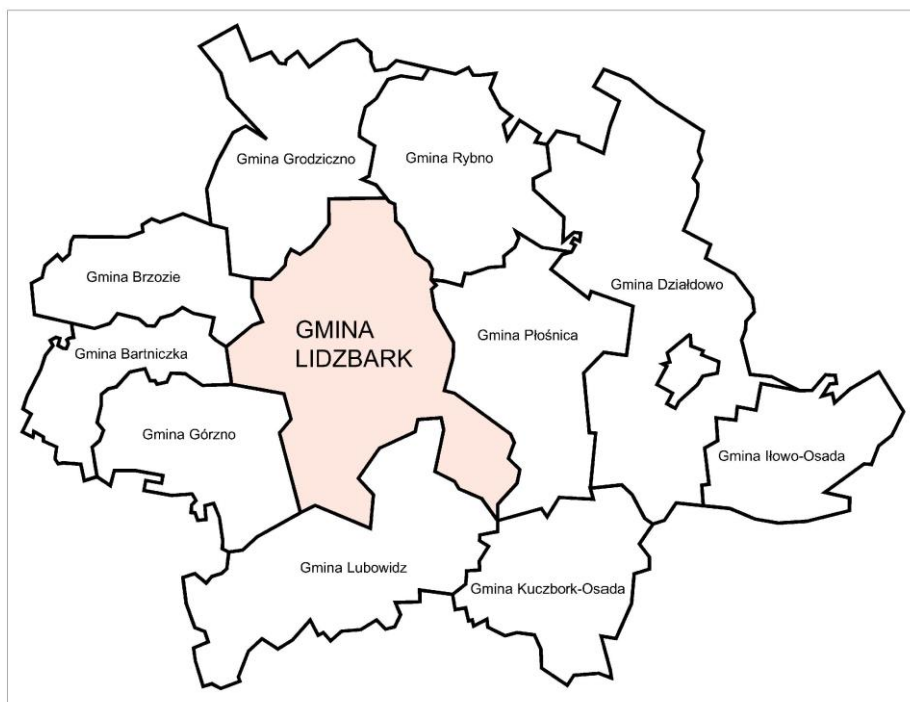 Gmina Grodziczno
Gmina Rybno
Gmina Brzozie
Gmina Działdowo
GMINA
LIDZBARK
Gmina Płośnica
Gmina Bartniczka
Gmina Górzno
Gmina Iłowo-Osada
Gmina Lubowidz
Gmina Kuczbork-Osada